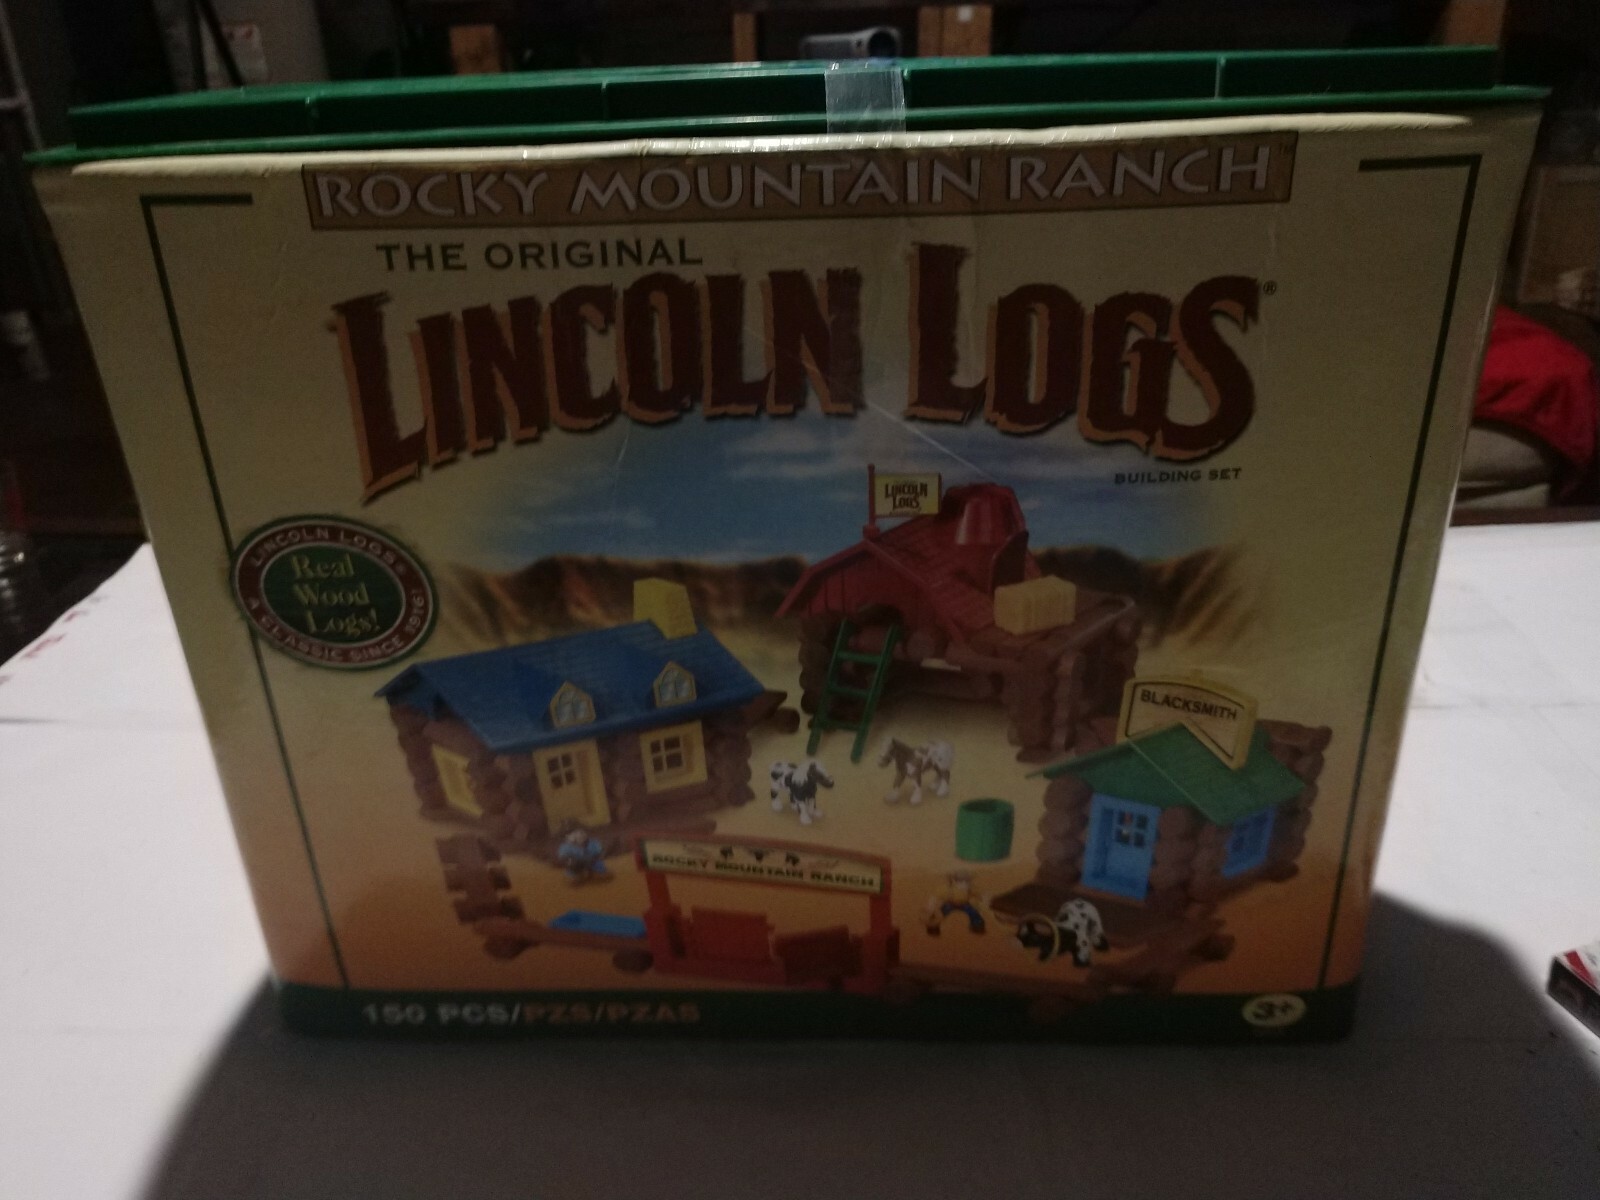 ROCKY MOUNTAIN RANCH™
THE ORIGINAL
LINCOLN LOGS®
BUILDING SET
LINCOLN LOGS®
Real
Wood
Logs!
A CLASSIC SINCE 1916!
LINCOLN
LOGS
BLACKSMITH
ROCKY MOUNTAIN RANCH
150 PCS/PZS/PZAS
3+